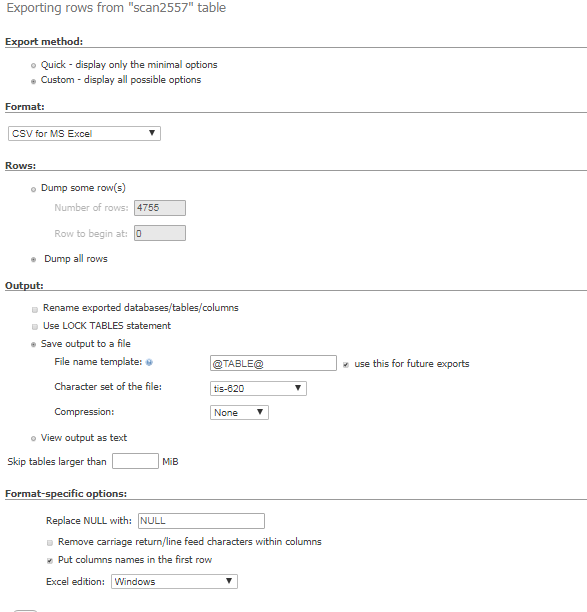 Exporting rows from "scan2557" table
Export method:
Quick - display only the minimal options
Custom - display all possible options
Format:
CSV for MS Excel
Rows:
Dump some row(s)
Number of rows: 4755
Row to begin at: 0
Dump all rows
Output:
Rename exported databases/tables/columns
Use LOCK TABLES statement
Save output to a file
File name template: @TABLE@ use this for future exports
Character set of the file: tis-620
Compression: None
View output as text
Skip tables larger than MiB
Format-specific options:
Replace NULL with: NULL
Remove carriage return/line feed characters within columns
Put columns names in the first row
Excel edition: Windows